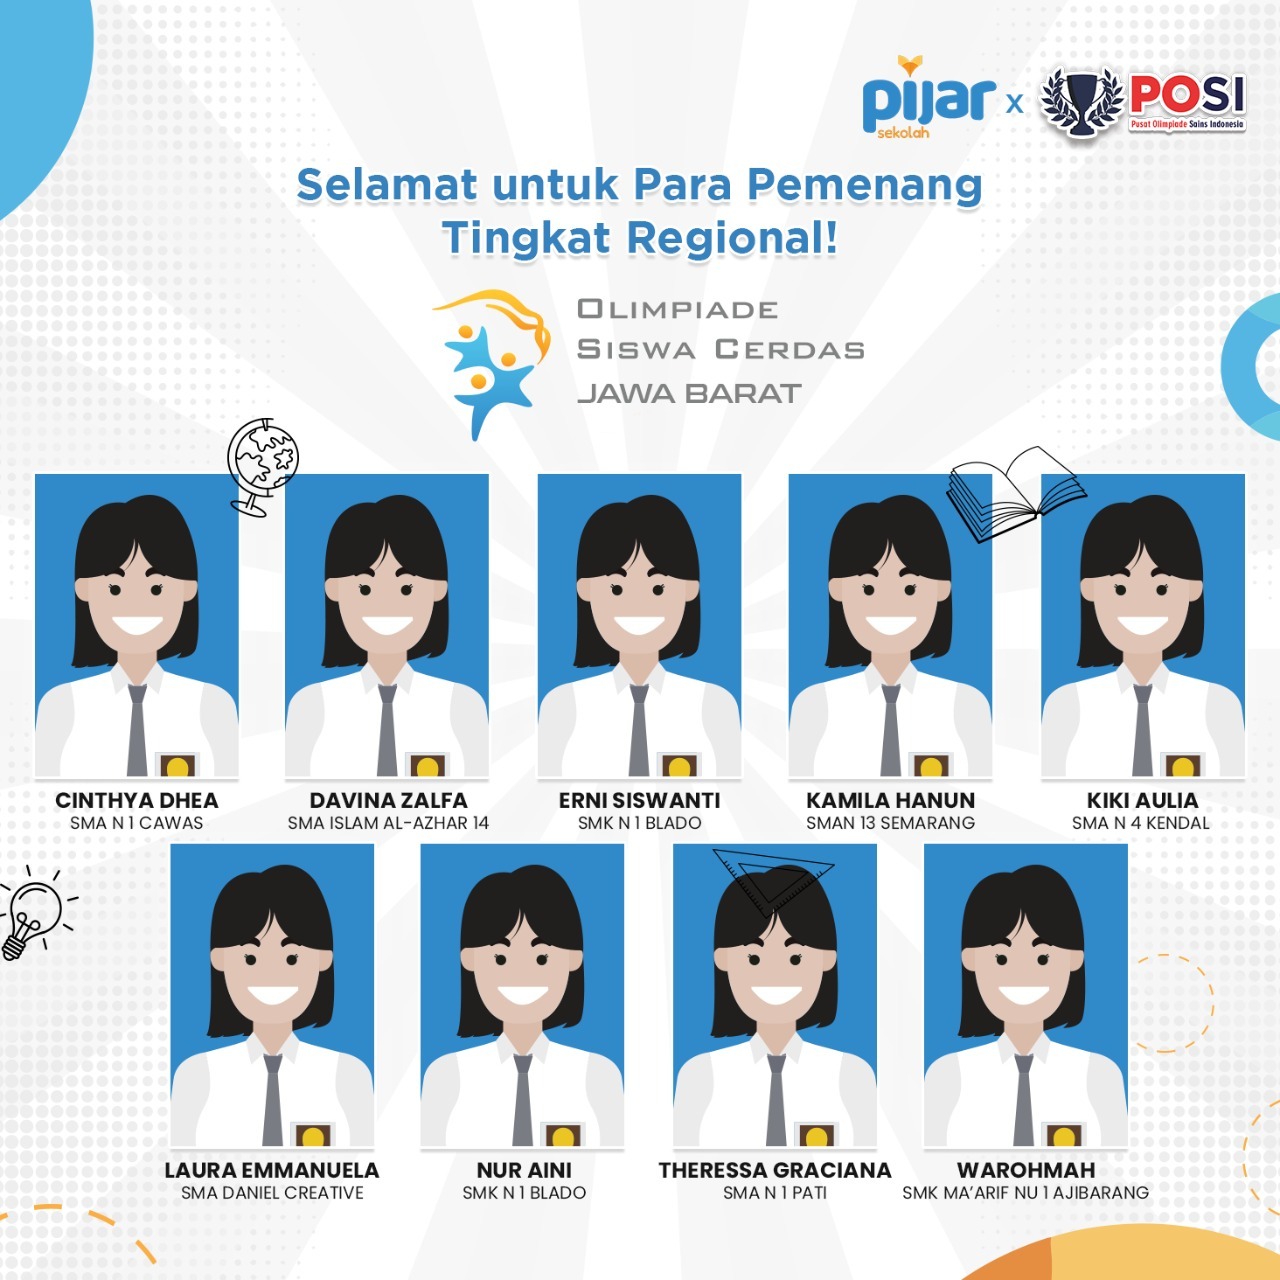 pijar
sekolah
x
POSI
Pusat Olimpiade Sains Indonesia
Selamat untuk Para Pemenang
Tingkat Regional!
OLIMPIADE
SISWA CERDAS
JAWA BARAT
CINTHYA DHEA
SMA N 1 CAWAS
DAVINA ZALFA
SMA ISLAM AL-AZHAR 14
ERNI SISWANTI
SMK N 1 BLADO
KAMILA HANUN
SMAN 13 SEMARANG
KIKI AULIA
SMA N 4 KENDAL
LAURA EMMANUELA
SMA DANIEL CREATIVE
NUR AINI
SMK N 1 BLADO
THERESSA GRACIANA
SMA N 1 PATI
WAROHMAH
SMK MA'ARIF NU 1 AJIBARANG